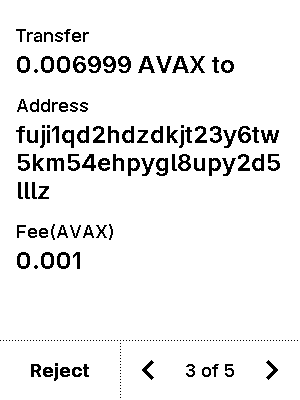 Transfer
0.006999 AVAX to
Address
fuji1qd2hdzdkjt23y6tw
5km54ehpygl8upy2d5
lllz
Fee(AVAX)
0.001
Reject
3 of 5